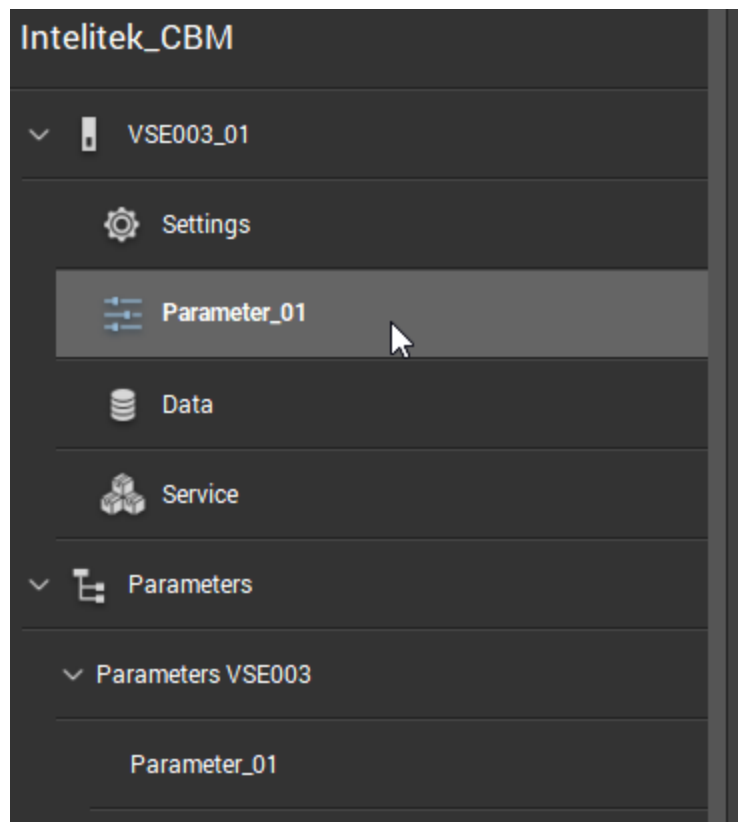 Intelitek_CBM
VSE003_01
Settings
Parameter_01
Data
Service
Parameters
Parameters VSE003
Parameter_01